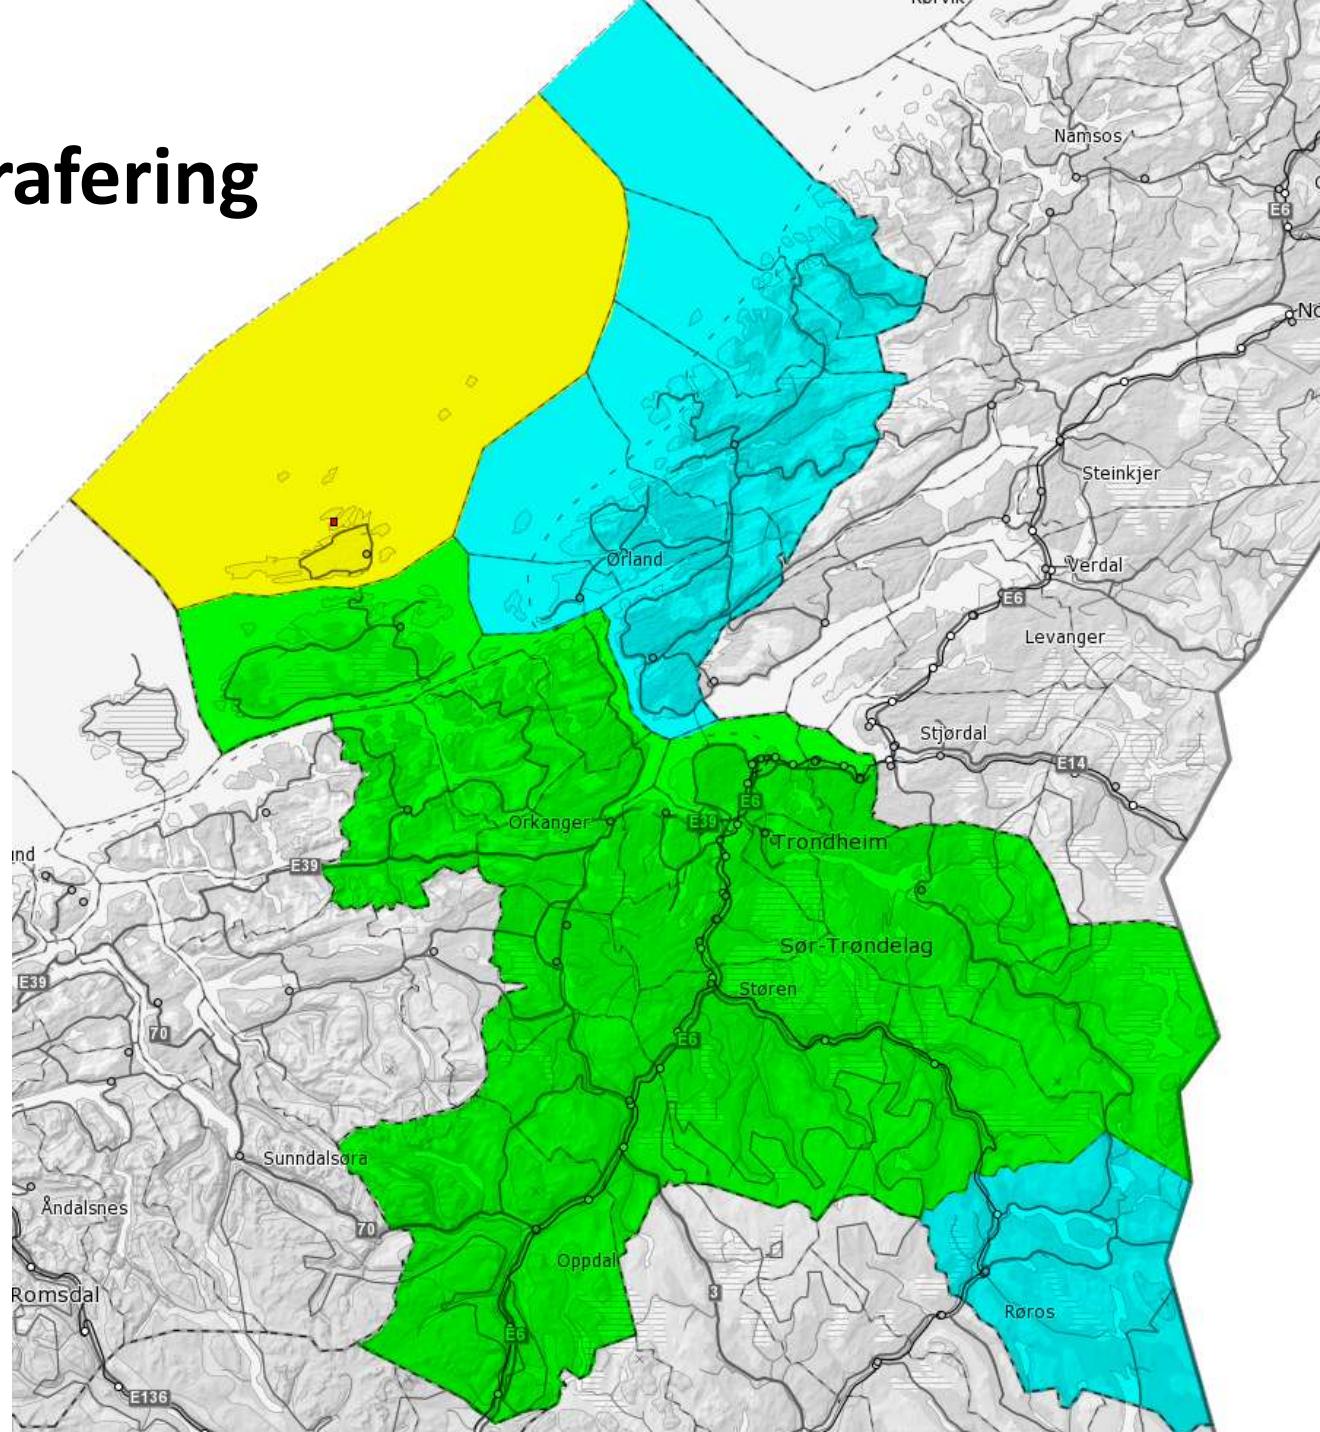 rafering
Namsos
E6
Steinkjer
Ørland
Verdal
E6
Levanger
Stjørdal
E14
E6
Orkanger
E39
Trondheim
E39
Sør-Trøndelag
E39
Støren
70
E6
Sunndalsøra
Åndalsnes
70
Oppdal
3
Romsdal
Røros
E6
E136